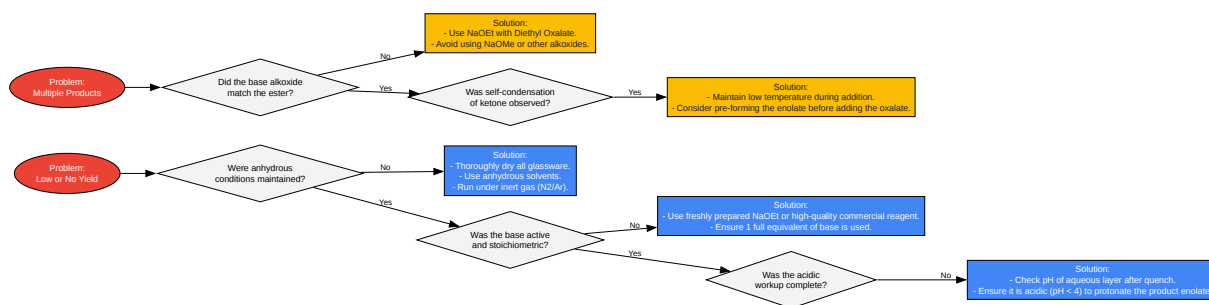 Problem:
Multiple Products
Did the base alkoxide
match the ester?
No
Solution:
- Use NaOEt with Diethyl Oxalate.
- Avoid using NaOMe or other alkoxides.
Yes
Was self-condensation
of ketone observed?
Yes
Solution:
- Maintain low temperature during addition.
- Consider pre-forming the enolate before adding the oxalate.
Problem:
Low or No Yield
Were anhydrous
conditions maintained?
No
Solution:
- Thoroughly dry all glassware.
- Use anhydrous solvents.
- Run under inert gas (N2/Ar).
Yes
Was the base active
and stoichiometric?
No
Solution:
- Use freshly prepared NaOEt or high-quality commercial reagent.
- Ensure 1 full equivalent of base is used.
Yes
Was the acidic
workup complete?
No
Solution:
- Check pH of aqueous layer after quench.
- Ensure it is acidic (pH < 4) to protonate the product enolate.